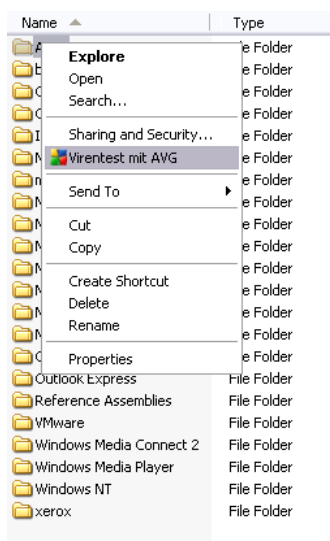 Name Type
A e Folder
Explore
b e Folder
Open
C e Folder
Search...
C e Folder
I Sharing and Security... e Folder
M Virentest mit AVG e Folder
m e Folder
Send To
M e Folder
M e Folder
Cut
M e Folder
Copy
M e Folder
M e Folder
Create Shortcut
M e Folder
Delete
M e Folder
Rename
M e Folder
O e Folder
Properties
Outlook Express File Folder
Reference Assemblies File Folder
VMware File Folder
Windows Media Connect 2 File Folder
Windows Media Player File Folder
Windows NT File Folder
xerox File Folder